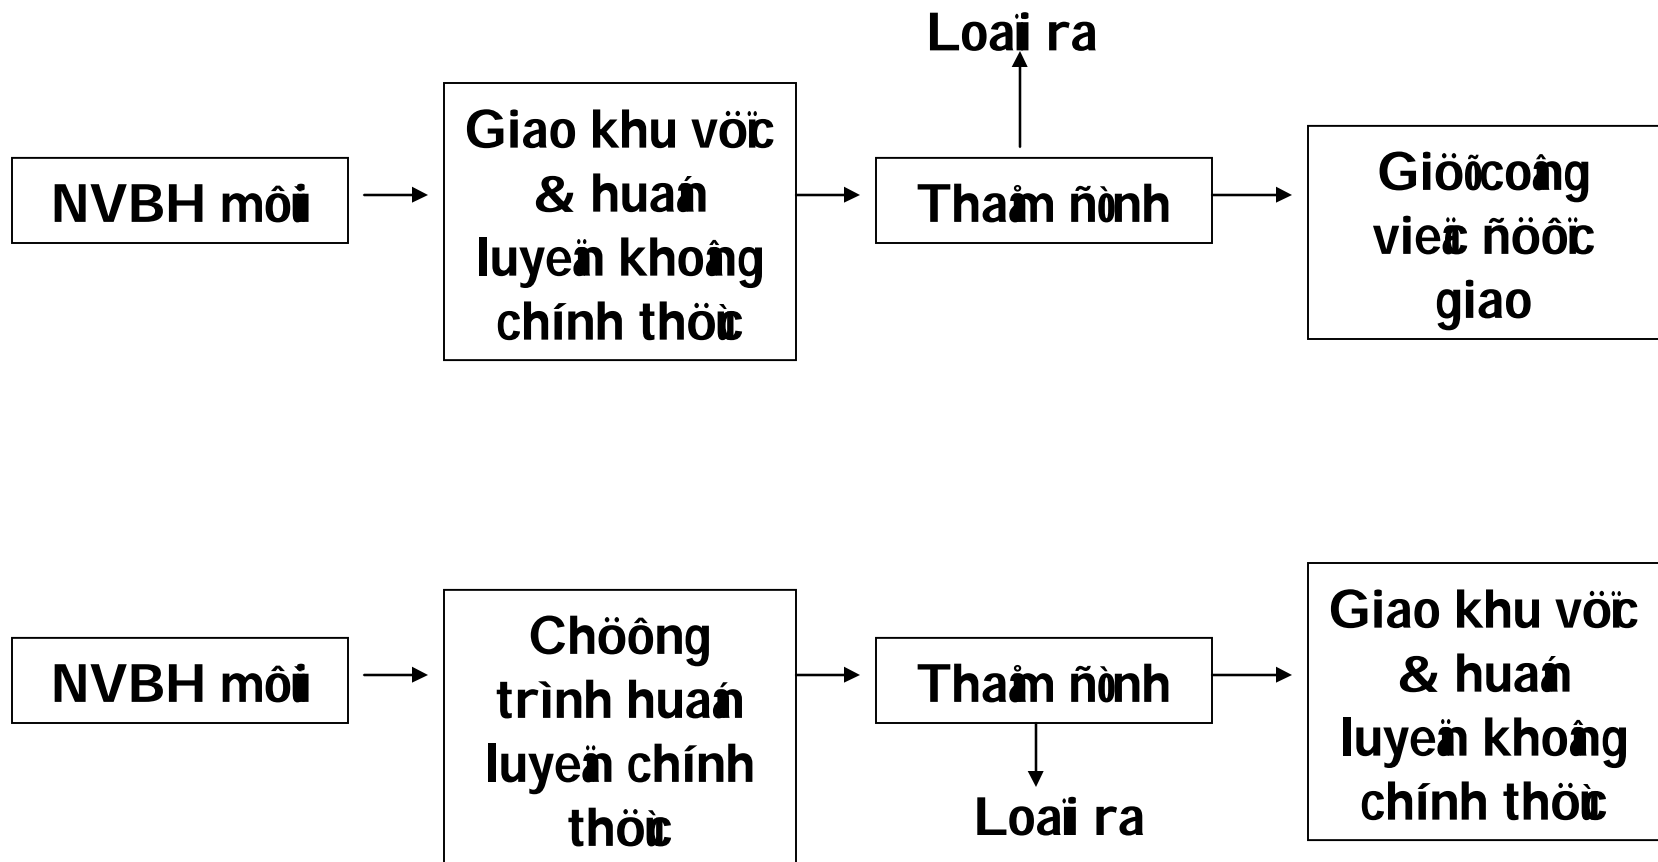 Loaïi ra
NVBH môùi
Giao khu vöïc
& huaán
luyeän khoâng
chính thöùc
Thaåm ñònh
Giöõ coâng
vieäc ñöôïc
giao
NVBH môùi
Chöông
trình huaán
luyeän chính
thöùc
Thaåm ñònh
Loaïi ra
Giao khu vöïc
& huaán
luyeän khoâng
chính thöùc